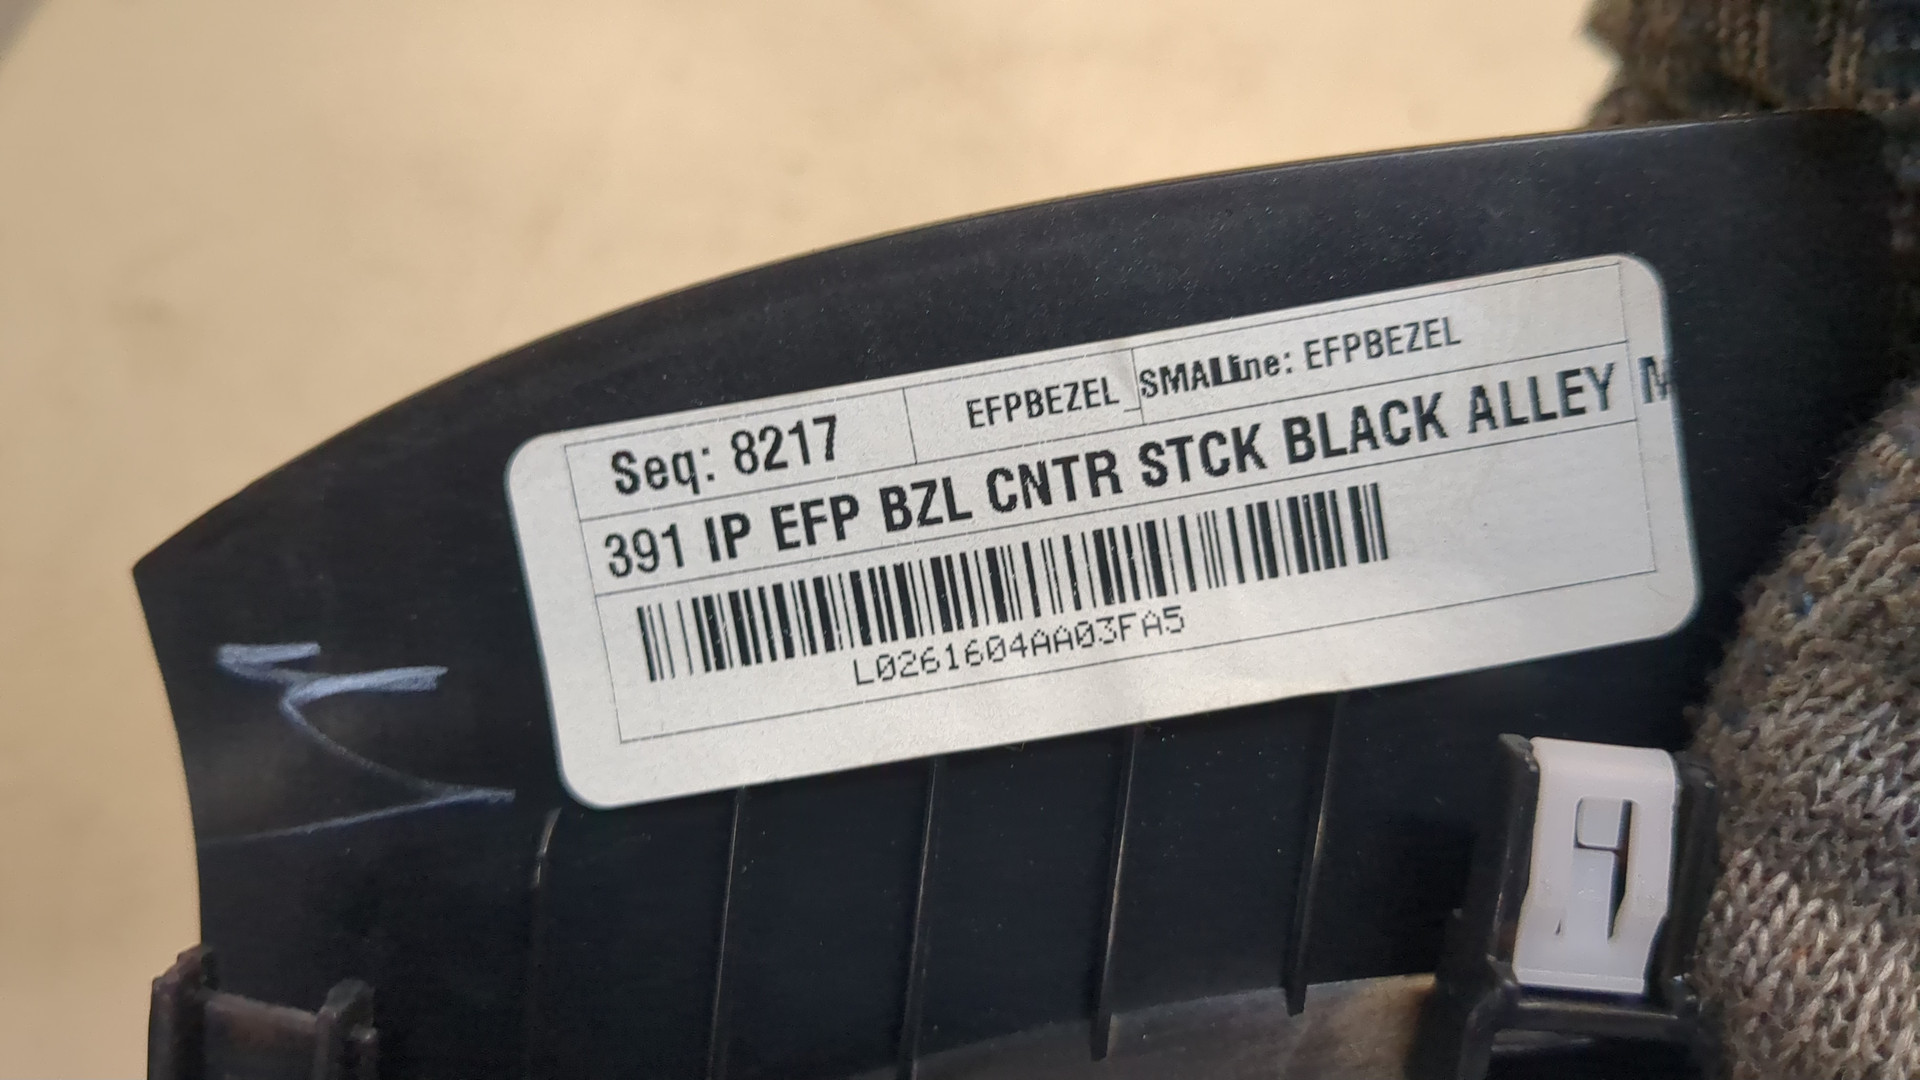 Seq: 8217 EFPBEZEL SMALine: EFPBEZEL
391 IP EFP BZL CNTR STCK BLACK ALLEY
L0261604AA03FA5